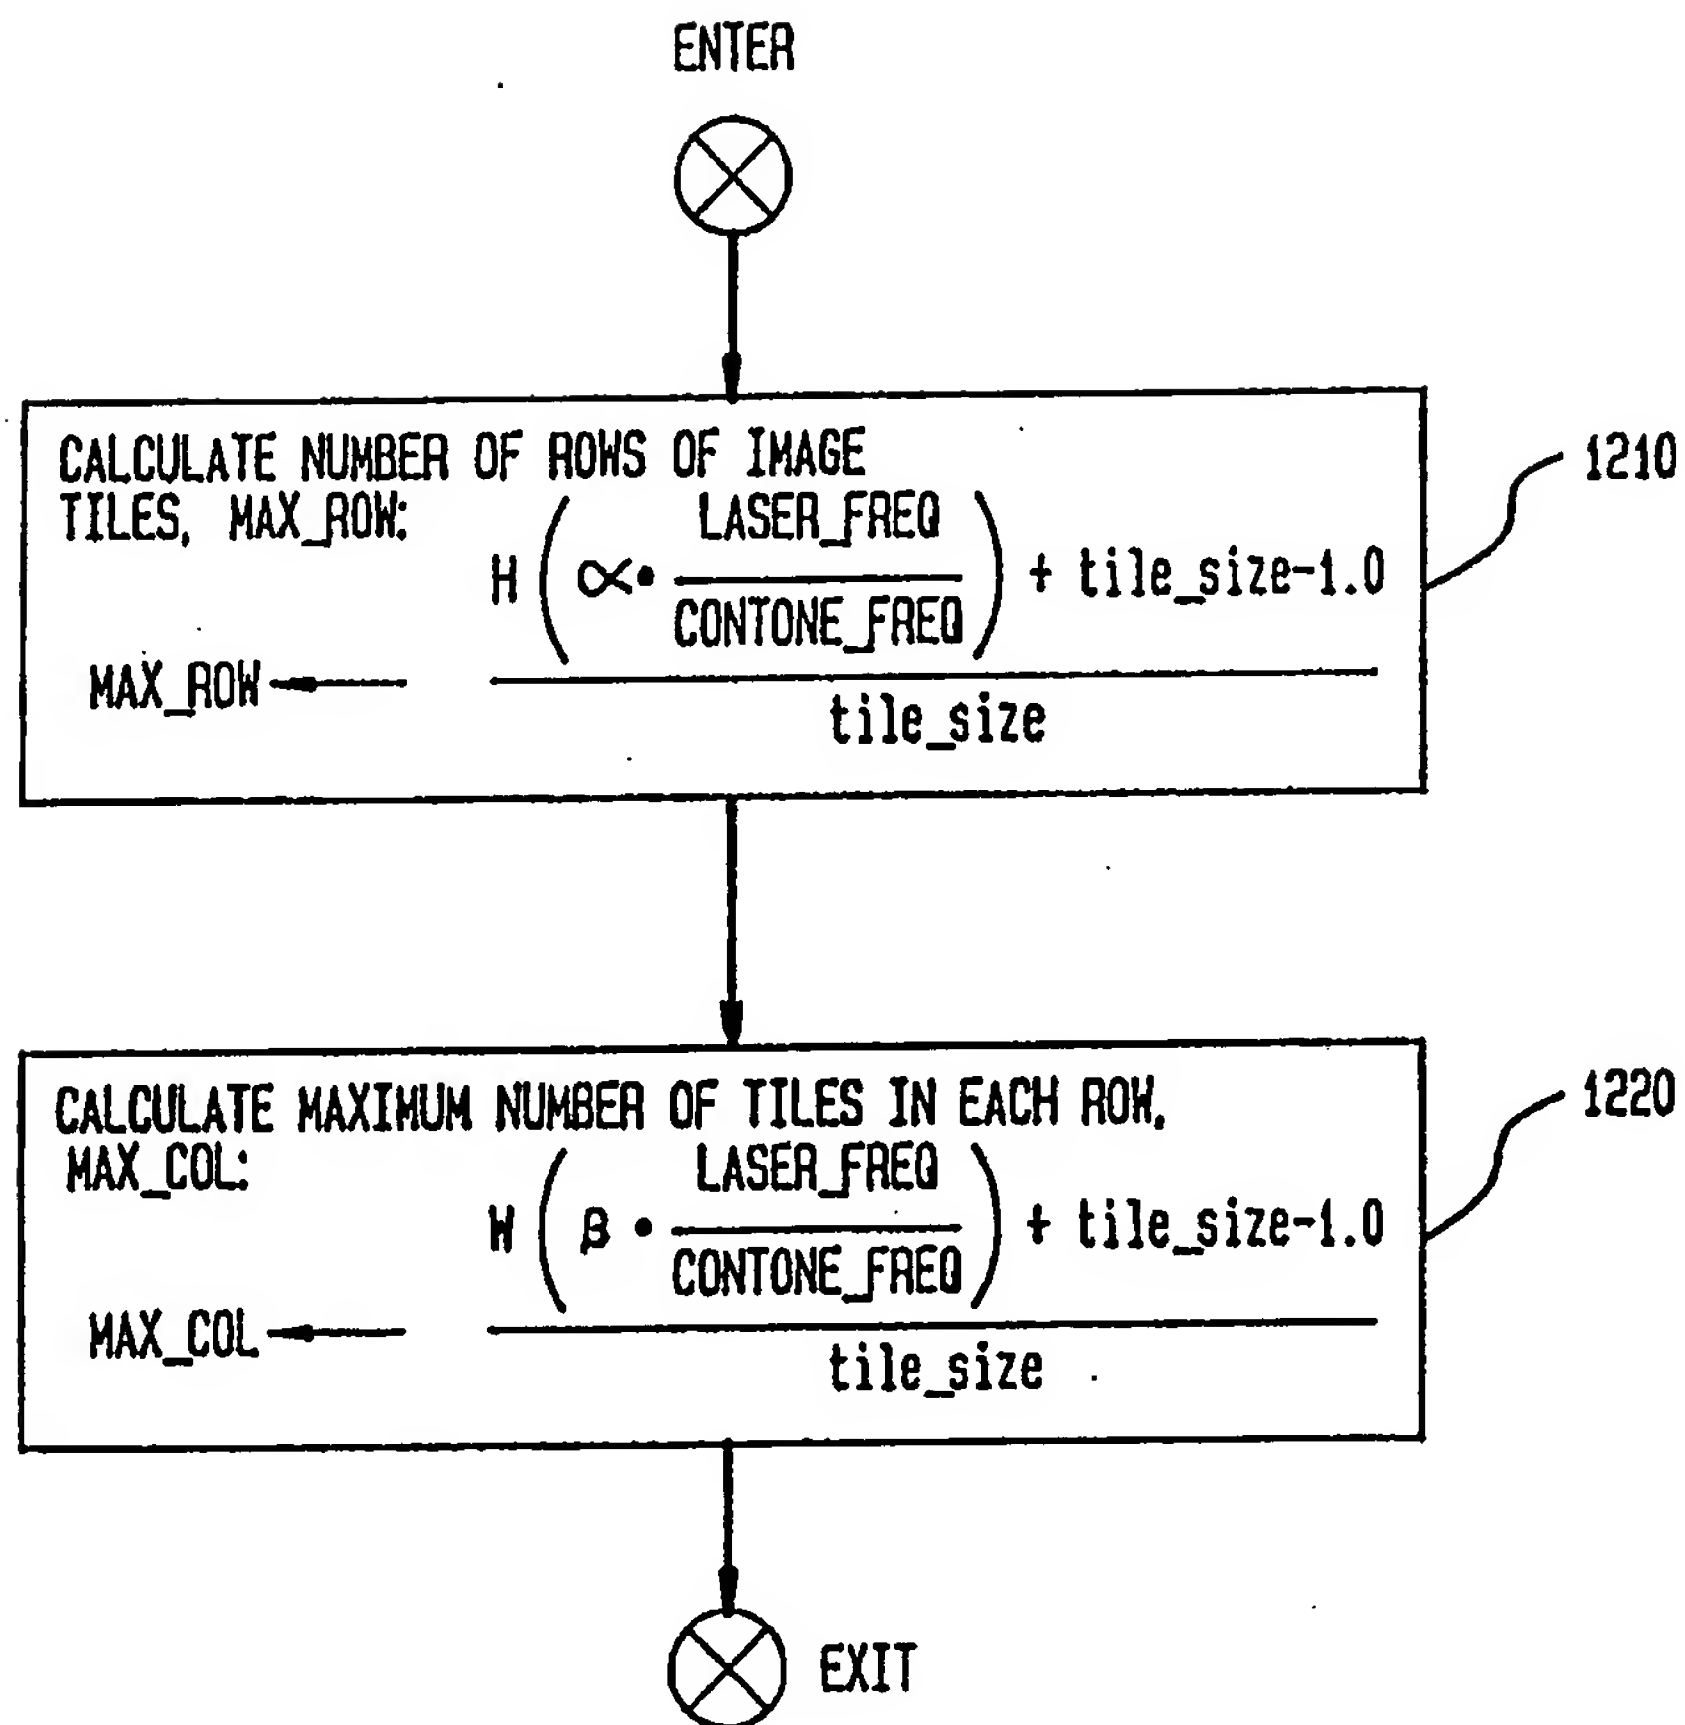 ENTER
CALCULATE NUMBER OF ROWS OF IMAGE
TILES, MAX_ROW:
LASER_FREQ
H ( ∝• ) + tile_size-1.0
CONTONE_FREQ
MAX_ROW
tile_size
1210
CALCULATE MAXIMUM NUMBER OF TILES IN EACH ROW,
MAX_COL:
LASER_FREQ
W ( β • ) + tile_size-1.0
CONTONE_FREQ
MAX_COL
tile_size
1220
EXIT